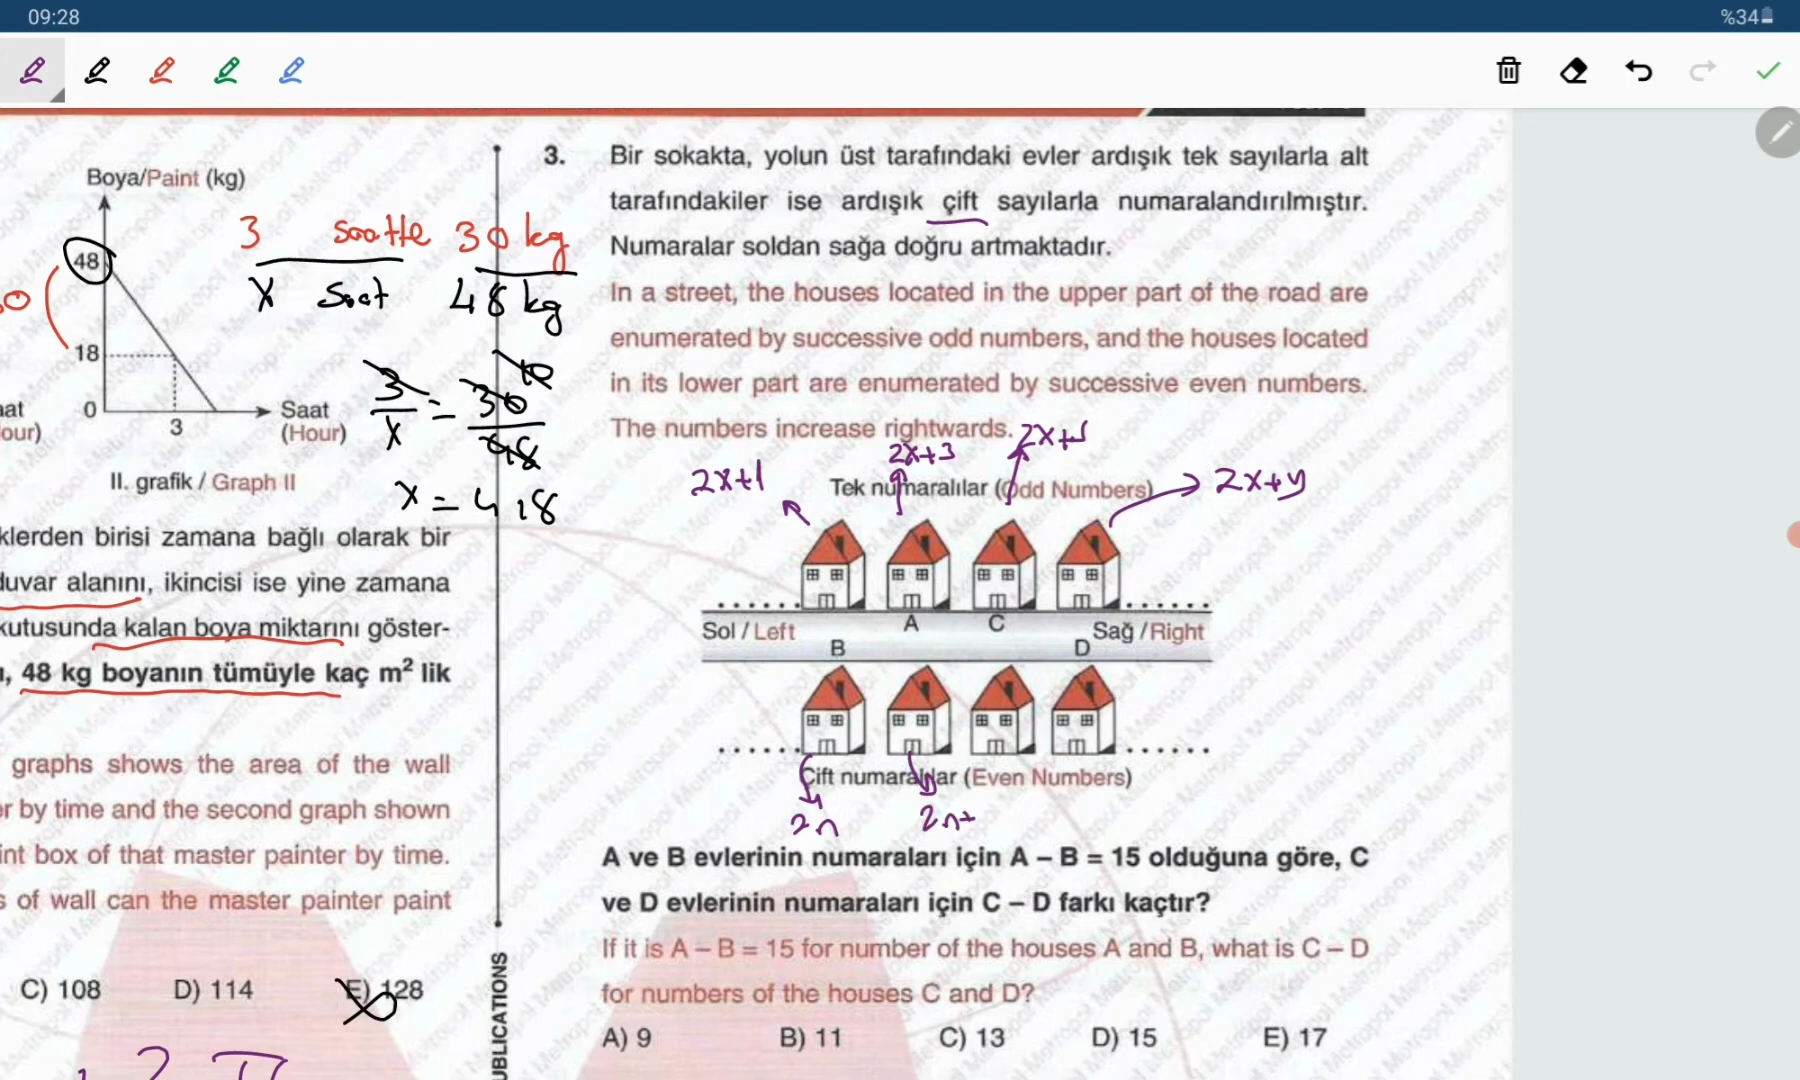 09:28
%34
Boya/Paint (kg)
48
18
0
3
Saat
(Hour)
aat
our)
II. grafik / Graph II
3 saatte 30 kg
x saat 48 kg
3/x = 30/48
10
x = 4,8
klerden birisi zamana bağlı olarak bir
duvar alanını, ikincisi ise yine zamana
kutusunda kalan boya miktarını göster-
ı, 48 kg boyanın tümüyle kaç m² lik
graphs shows the area of the wall
er by time and the second graph shown
int box of that master painter by time.
s of wall can the master painter paint
C) 108 D) 114 E) 128
UBLICATIONS
3. Bir sokakta, yolun üst tarafındaki evler ardışık tek sayılarla alt
tarafındakiler ise ardışık çift sayılarla numaralandırılmıştır.
Numaralar soldan sağa doğru artmaktadır.
In a street, the houses located in the upper part of the road are
enumerated by successive odd numbers, and the houses located
in its lower part are enumerated by successive even numbers.
The numbers increase rightwards.
2x+1 2x+3
Tek numaralılar (Odd Numbers)
Sol / Left A C Sağ / Right
B D
Çift numaralılar (Even Numbers)
2n 2n+
A ve B evlerinin numaraları için A – B = 15 olduğuna göre, C
ve D evlerinin numaraları için C – D farkı kaçtır?
If it is A – B = 15 for number of the houses A and B, what is C – D
for numbers of the houses C and D?
A) 9 B) 11 C) 13 D) 15 E) 17